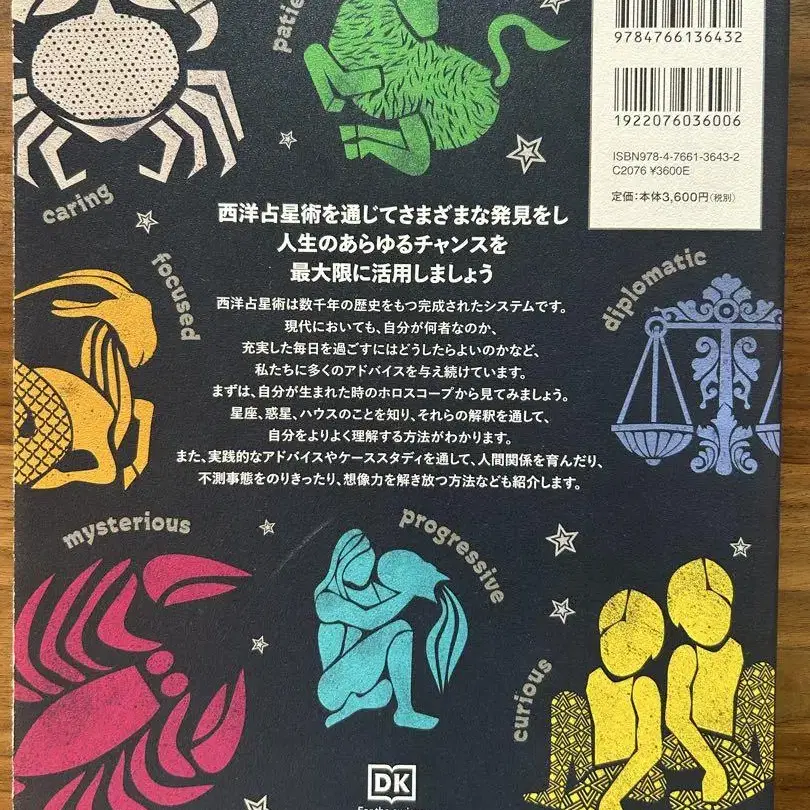 9784766136432
1922076036006
ISBN978-4-7661-3643-2
C2076 ¥3600E
定価:本体3,600円(税別)
caring
西洋占星術を通じてさまざまな発見をし
人生のあらゆるチャンスを
最大限に活用しましょう
focused
diplomatic
西洋占星術は数千年の歴史をもつ完成されたシステムです。
現代においても、自分が何者なのか、
充実した毎日を過ごすにはどうしたらよいのかなど、
私たちに多くのアドバイスを与え続けています。
まずは、自分が生まれた時のホロスコープから見てみましょう。
星座、惑星、ハウスのことを知り、それらの解釈を通して、
自分をよりよく理解する方法がわかります。
また、実践的なアドバイスやケーススタディを通して、人間関係を育んだり、
不測事態をのりきったり、想像力を解き放つ方法なども紹介します。
mysterious
progressive
curious
DK